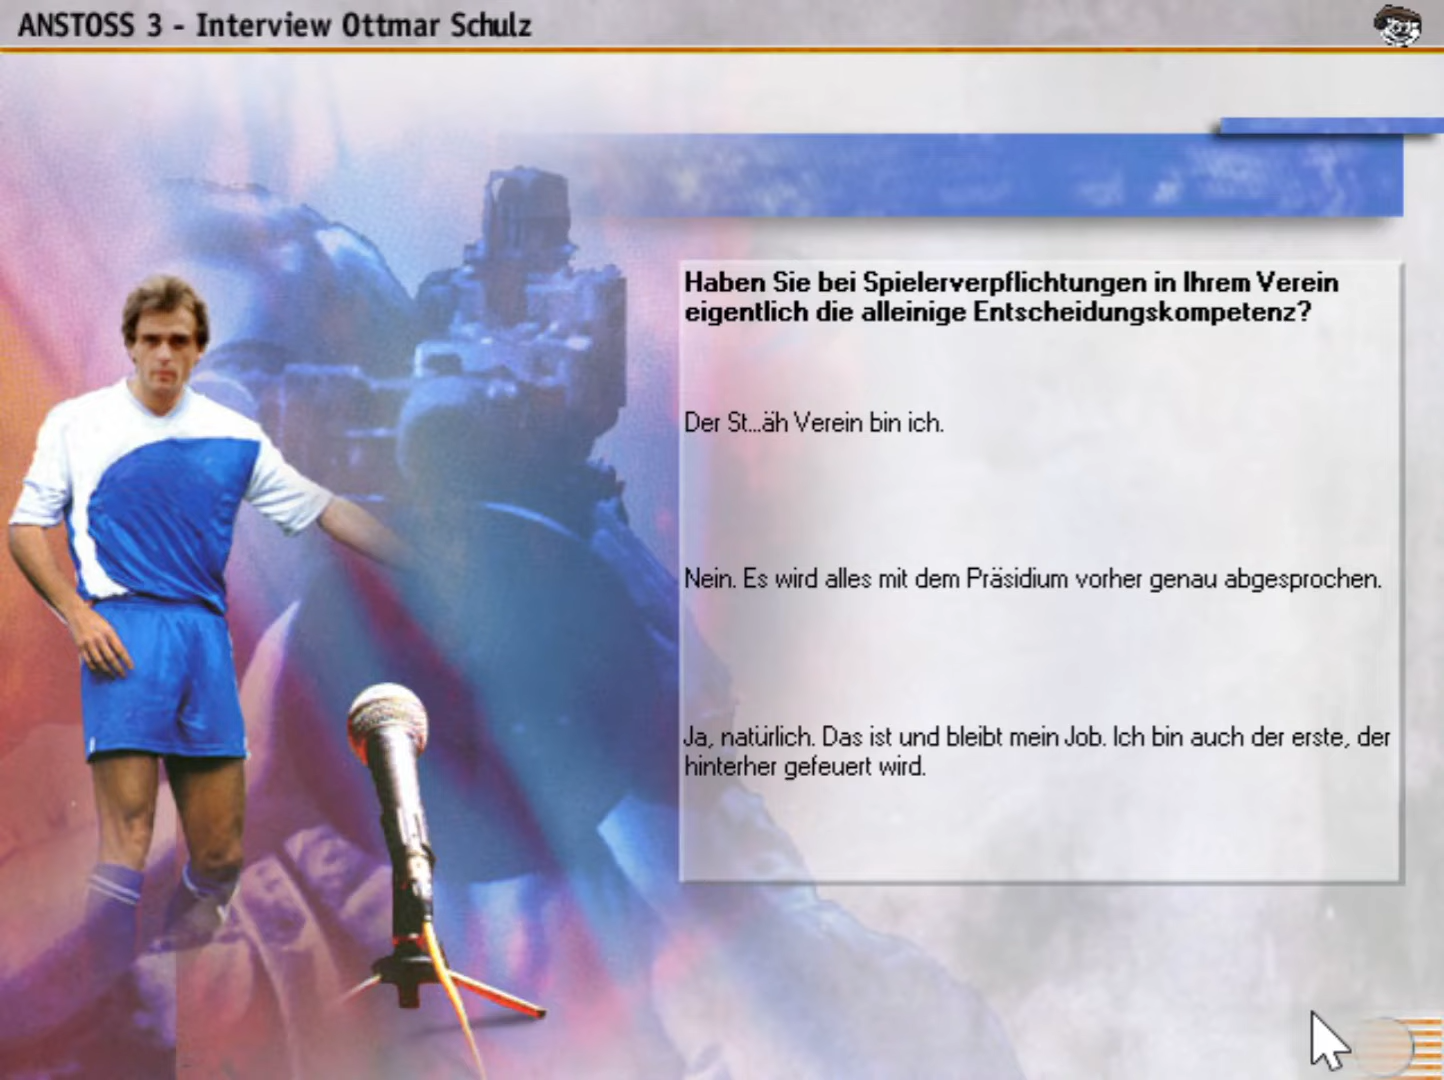 ANSTOSS 3 - Interview Ottmar Schulz
Haben Sie bei Spielerverpflichtungen in Ihrem Verein
eigentlich die alleinige Entscheidungskompetenz?
Der St...äh Verein bin ich.
Nein. Es wird alles mit dem Präsidium vorher genau abgesprochen.
Ja, natürlich. Das ist und bleibt mein Job. Ich bin auch der erste, der
hinterher gefeuert wird.